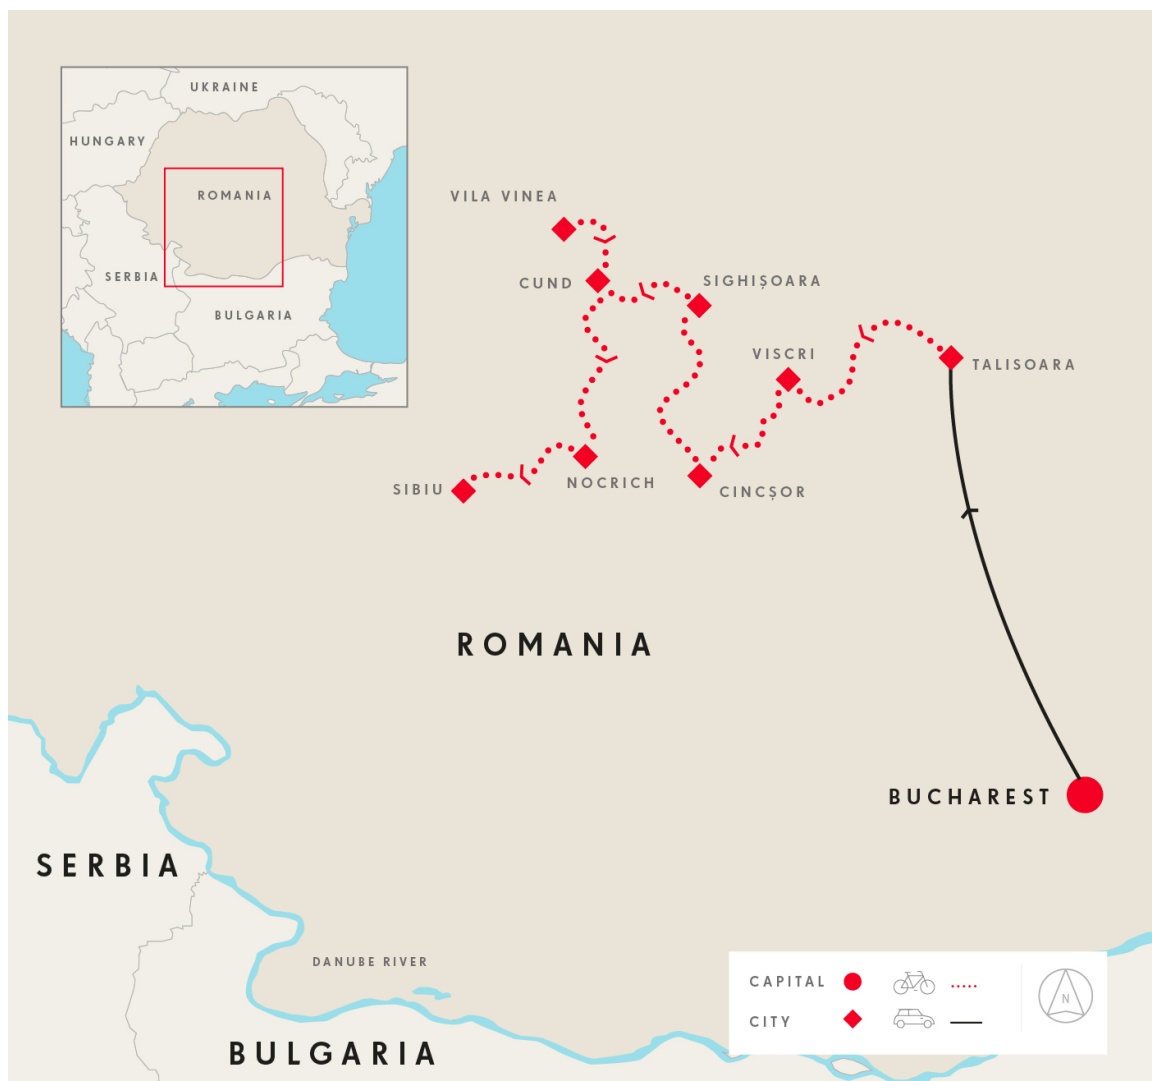 UKRAINE
HUNGARY
ROMANIA
SERBIA
BULGARIA
VILA VINEA
CUND
SIGHIȘOARA
VISCRI
TALISOARA
SIBIU
NOCRICH
CINCȘOR
ROMANIA
BUCHAREST
SERBIA
DANUBE RIVER
BULGARIA
CAPITAL
CITY
N